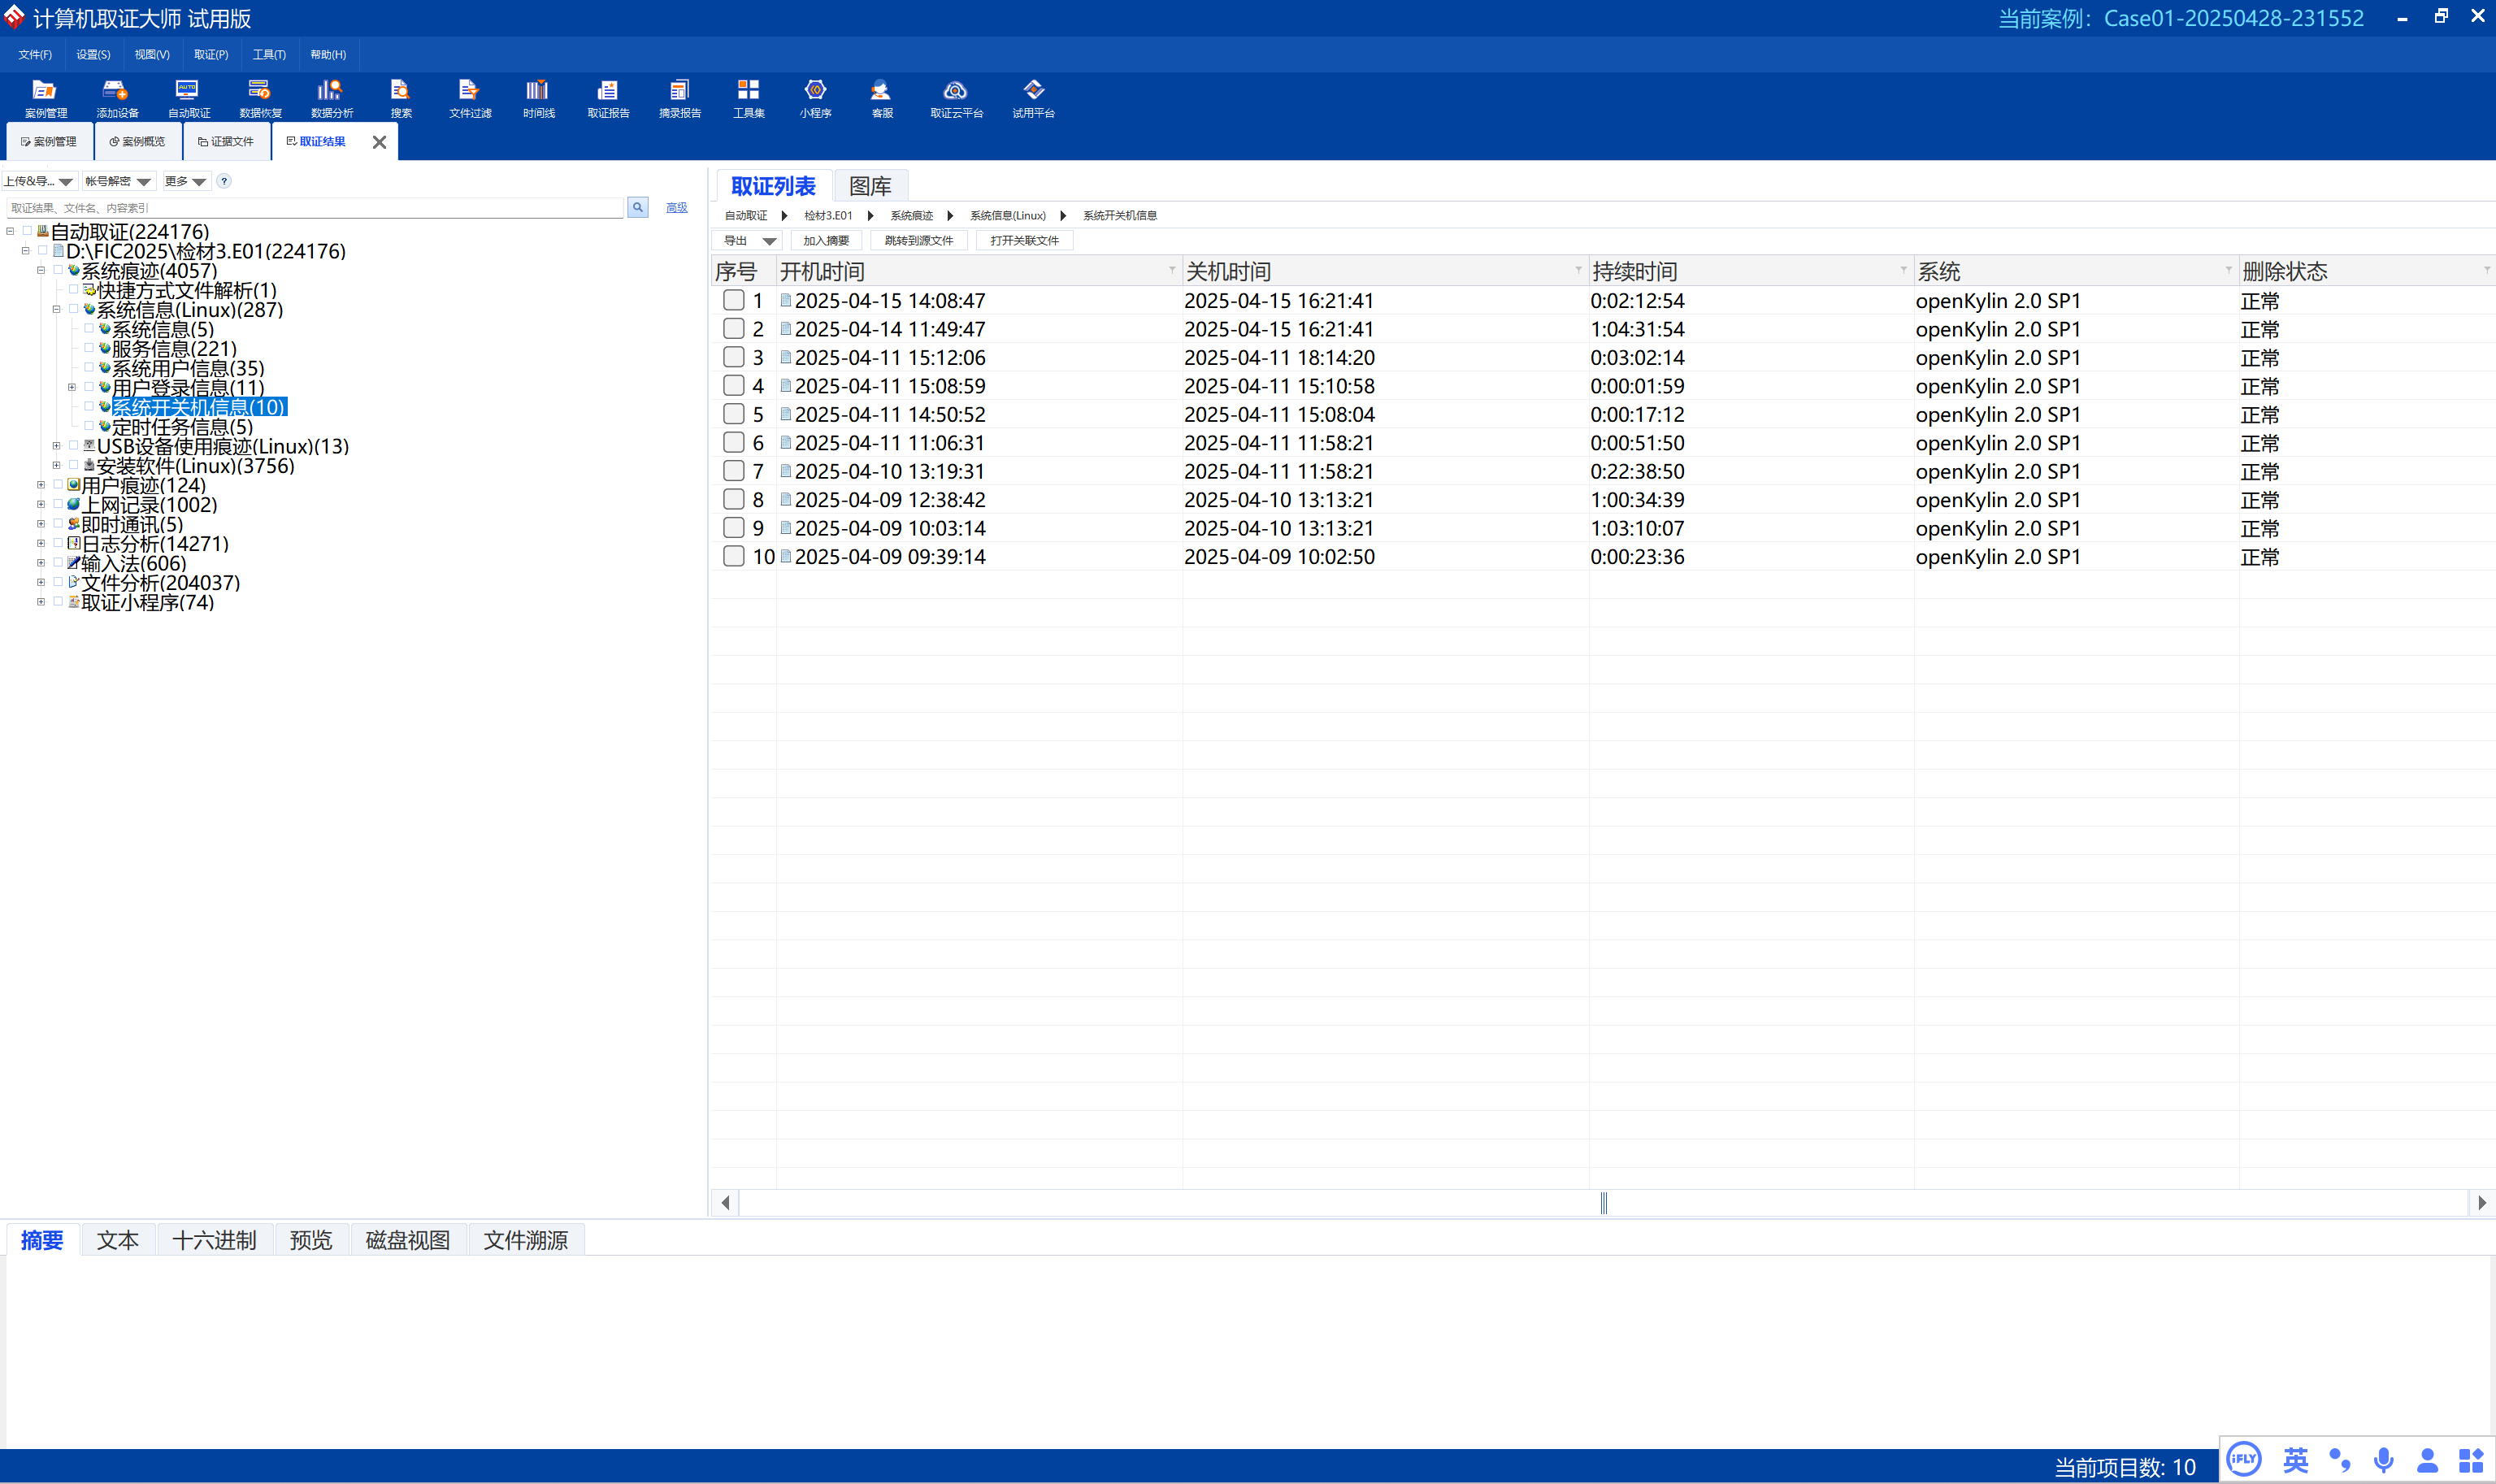 计算机取证大师 试用版
当前案例：Case01-20250428-231552
文件(F) 设置(S) 视图(V) 取证(P) 工具(T) 帮助(H)
案例管理 添加设备 自动取证 数据恢复 数据分析 搜索 文件过滤 时间线 取证报告 摘录报告 工具集 小程序 客服 取证云平台 试用平台
案例管理 案例概览 证据文件 取证结果
上传&导... 帐号解密 更多 ?
取证结果、文件名、内容索引 高级
自动取证(224176)
D:\FIC2025\检材3.E01(224176)
系统痕迹(4057)
快捷方式文件解析(1)
系统信息(Linux)(287)
系统信息(5)
服务信息(221)
系统用户信息(35)
用户登录信息(11)
系统开关机信息(10)
定时任务信息(5)
USB设备使用痕迹(Linux)(13)
安装软件(Linux)(3756)
用户痕迹(124)
上网记录(1002)
即时通讯(5)
日志分析(14271)
输入法(606)
文件分析(204037)
取证小程序(74)
取证列表 图库
自动取证 检材3.E01 系统痕迹 系统信息(Linux) 系统开关机信息
导出 加入摘要 跳转到源文件 打开关联文件
序号 开机时间 关机时间 持续时间 系统 删除状态
1 2025-04-15 14:08:47 2025-04-15 16:21:41 0:02:12:54 openKylin 2.0 SP1 正常
2 2025-04-14 11:49:47 2025-04-15 16:21:41 1:04:31:54 openKylin 2.0 SP1 正常
3 2025-04-11 15:12:06 2025-04-11 18:14:20 0:03:02:14 openKylin 2.0 SP1 正常
4 2025-04-11 15:08:59 2025-04-11 15:10:58 0:00:01:59 openKylin 2.0 SP1 正常
5 2025-04-11 14:50:52 2025-04-11 15:08:04 0:00:17:12 openKylin 2.0 SP1 正常
6 2025-04-11 11:06:31 2025-04-11 11:58:21 0:00:51:50 openKylin 2.0 SP1 正常
7 2025-04-10 13:19:31 2025-04-11 11:58:21 0:22:38:50 openKylin 2.0 SP1 正常
8 2025-04-09 12:38:42 2025-04-10 13:13:21 1:00:34:39 openKylin 2.0 SP1 正常
9 2025-04-09 10:03:14 2025-04-10 13:13:21 1:03:10:07 openKylin 2.0 SP1 正常
10 2025-04-09 09:39:14 2025-04-09 10:02:50 0:00:23:36 openKylin 2.0 SP1 正常
摘要 文本 十六进制 预览 磁盘视图 文件溯源
当前项目数: 10
iFLY 英